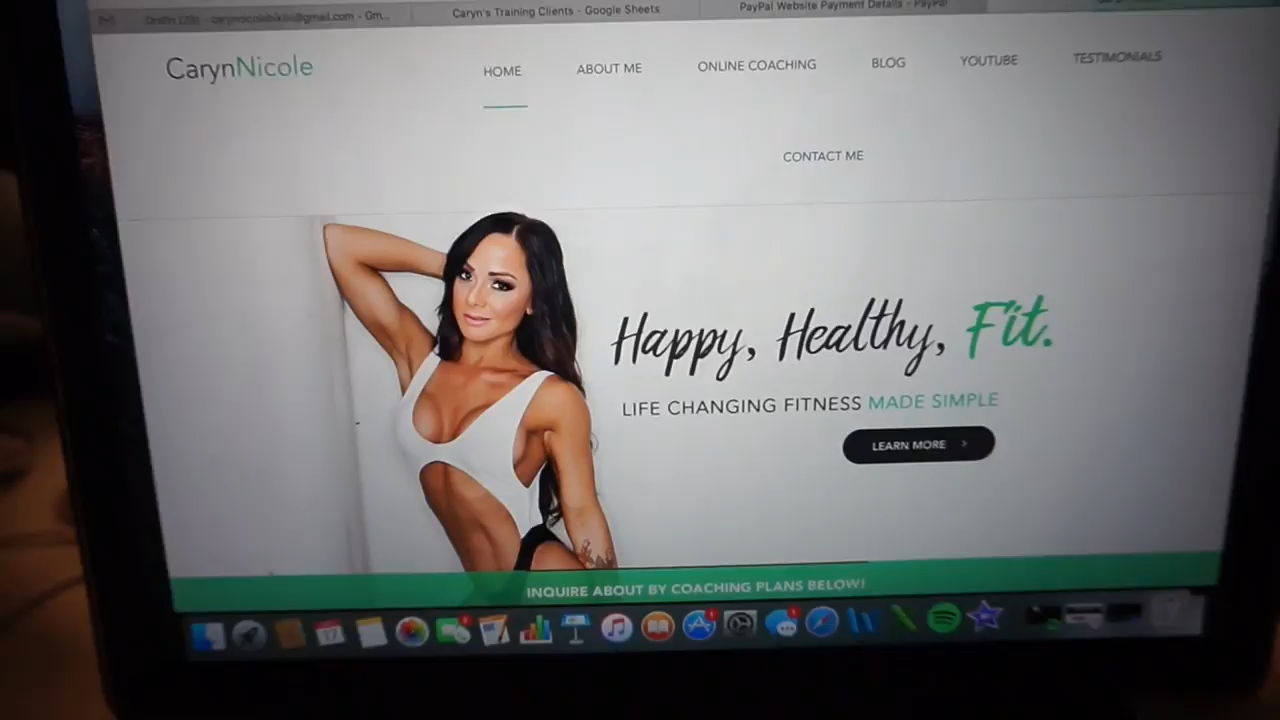 Caryn's Training Clients - Google Sheets
PayPal Website Payment Details - PayPal
CarynNicole
HOME
ABOUT ME
ONLINE COACHING
BLOG
YOUTUBE
TESTIMONIALS
CONTACT ME
Happy, Healthy, Fit.
LIFE CHANGING FITNESS MADE SIMPLE
LEARN MORE >
INQUIRE ABOUT BY COACHING PLANS BELOW!
17